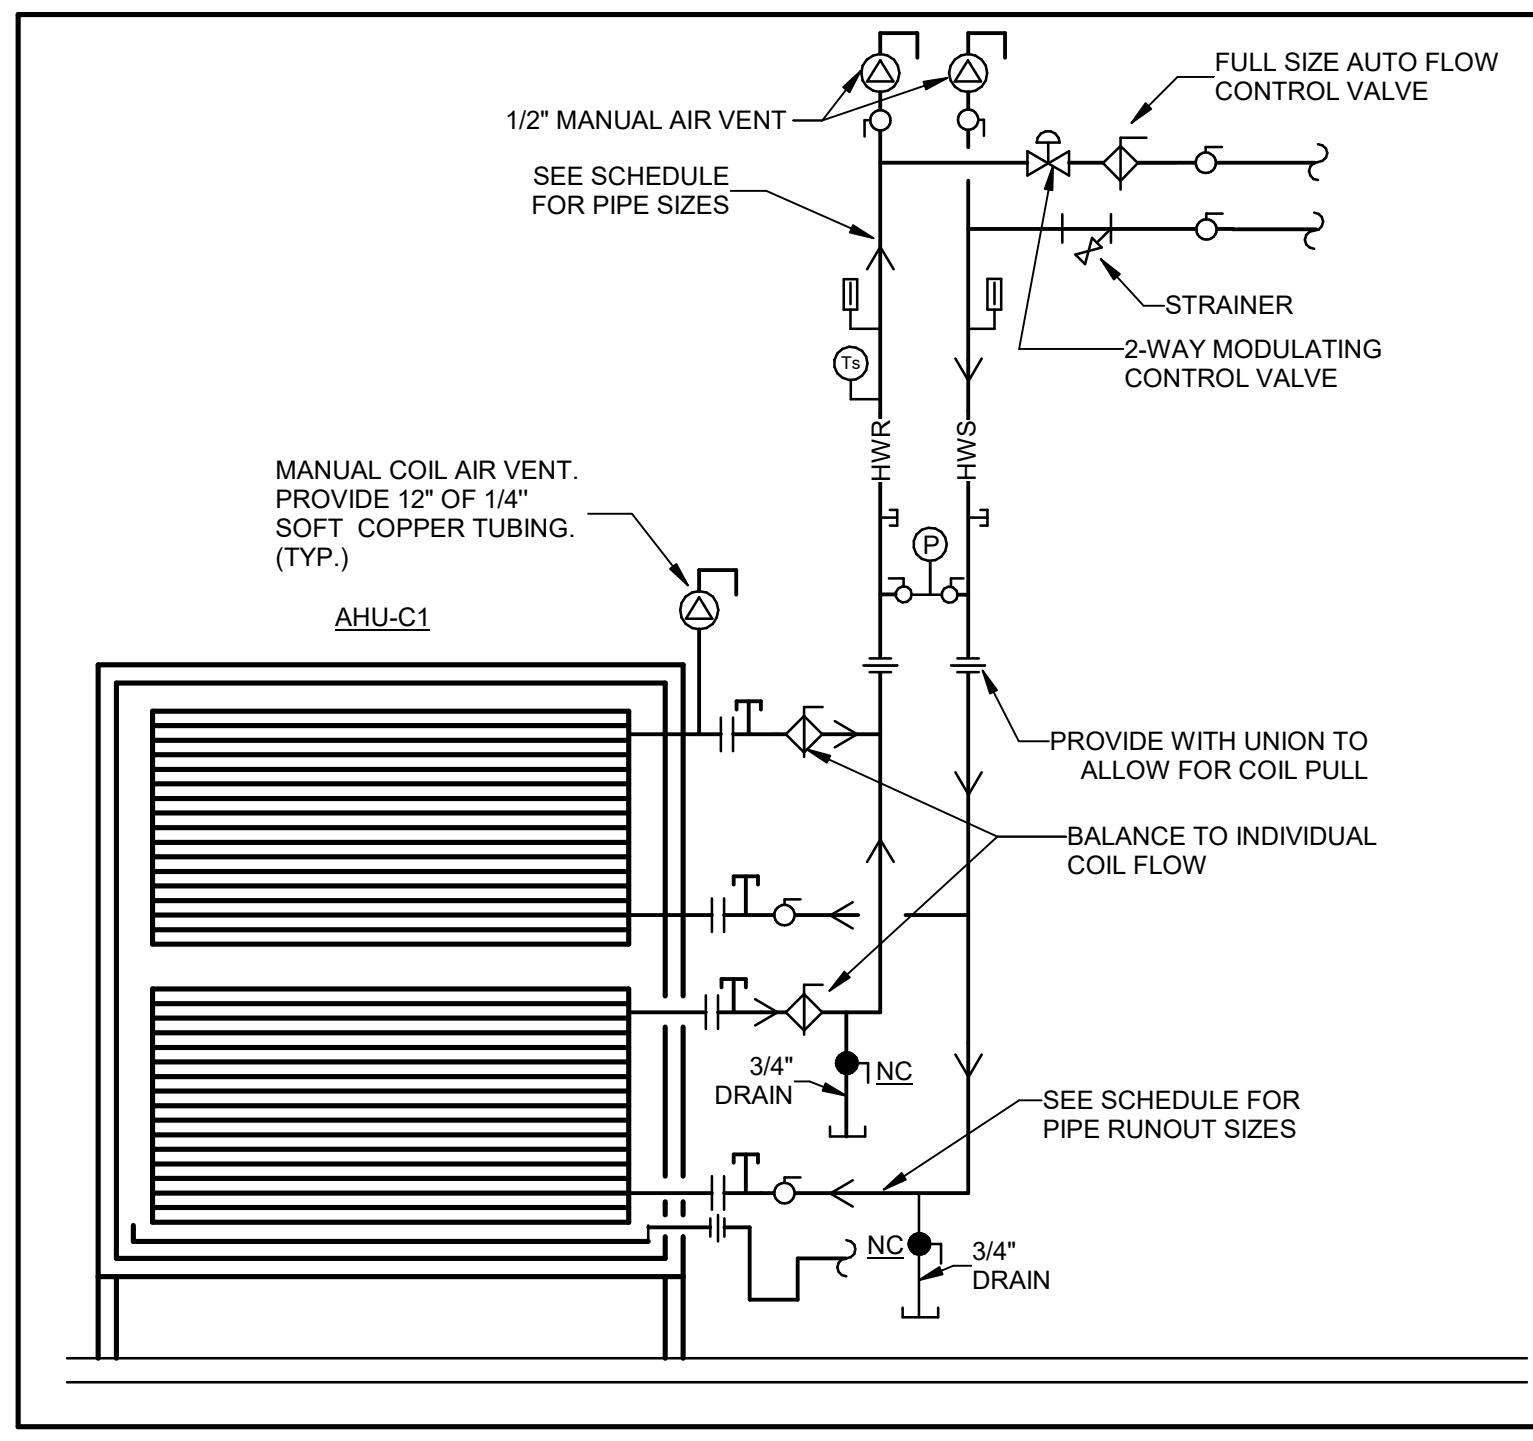 FULL SIZE AUTO FLOW
CONTROL VALVE
1/2" MANUAL AIR VENT
SEE SCHEDULE
FOR PIPE SIZES
STRAINER
2-WAY MODULATING
CONTROL VALVE
Ts
HWR
HWS
MANUAL COIL AIR VENT.
PROVIDE 12" OF 1/4''
SOFT COPPER TUBING.
(TYP.)
P
AHU-C1
PROVIDE WITH UNION TO
ALLOW FOR COIL PULL
BALANCE TO INDIVIDUAL
COIL FLOW
3/4"
DRAIN
NC
SEE SCHEDULE FOR
PIPE RUNOUT SIZES
NC
3/4"
DRAIN